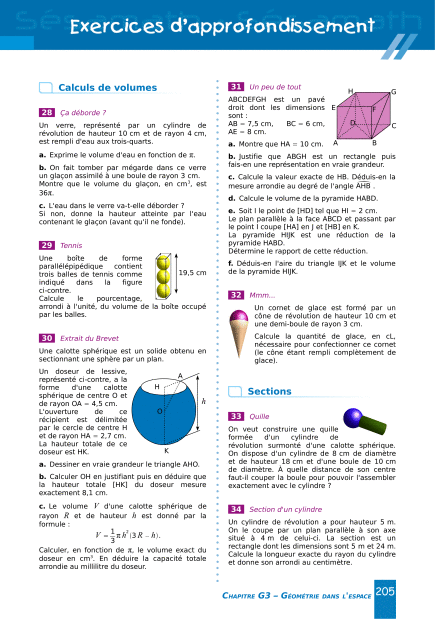 Exercices d'approfondissement
Calculs de volumes
28 Ça déborde ?
Un verre, représenté par un cylindre de
révolution de hauteur 10 cm et de rayon 4 cm,
est rempli d'eau aux trois-quarts.
a. Exprime le volume d'eau en fonction de π.
b. On fait tomber par mégarde dans ce verre
un glaçon assimilé à une boule de rayon 3 cm.
Montre que le volume du glaçon, en cm³, est
36π.
c. L'eau dans le verre va-t-elle déborder ?
Si non, donne la hauteur atteinte par l'eau
contenant le glaçon (avant qu'il ne fonde).
29 Tennis
Une boîte de forme
parallélépipédique contient
trois balles de tennis comme
indiqué dans la figure
ci-contre.
Calcule le pourcentage,
arrondi à l'unité, du volume de la boîte occupé
par les balles.
19,5 cm
30 Extrait du Brevet
Une calotte sphérique est un solide obtenu en
sectionnant une sphère par un plan.
Un doseur de lessive,
représenté ci-contre, a la
forme d'une calotte
sphérique de centre O et
de rayon OA = 4,5 cm.
L'ouverture de ce
récipient est délimitée
par le cercle de centre H
et de rayon HA = 2,7 cm.
La hauteur totale de ce
doseur est HK.
A
H
O
h
K
a. Dessiner en vraie grandeur le triangle AHO.
b. Calculer OH en justifiant puis en déduire que
la hauteur totale [HK] du doseur mesure
exactement 8,1 cm.
c. Le volume V d'une calotte sphérique de
rayon R et de hauteur h est donné par la
formule :
V = 1/3 π h²(3 R − h).
Calculer, en fonction de π, le volume exact du
doseur en cm³. En déduire la capacité totale
arrondie au millilitre du doseur.
31 Un peu de tout
ABCDEFGH est un pavé
droit dont les dimensions
sont :
AB = 7,5 cm, BC = 6 cm,
AE = 8 cm.
H
G
E
F
D
C
A
B
a. Montre que HA = 10 cm.
b. Justifie que ABGH est un rectangle puis
fais-en une représentation en vraie grandeur.
c. Calcule la valeur exacte de HB. Déduis-en la
mesure arrondie au degré de l'angle AHB .
d. Calcule le volume de la pyramide HABD.
e. Soit I le point de [HD] tel que HI = 2 cm.
Le plan parallèle à la face ABCD et passant par
le point I coupe [HA] en J et [HB] en K.
La pyramide HIJK est une réduction de la
pyramide HABD.
Détermine le rapport de cette réduction.
f. Déduis-en l'aire du triangle IJK et le volume
de la pyramide HIJK.
32 Mmm...
Un cornet de glace est formé par un
cône de révolution de hauteur 10 cm et
une demi-boule de rayon 3 cm.
Calcule la quantité de glace, en cL,
nécessaire pour confectionner ce cornet
(le cône étant rempli complètement de
glace).
Sections
33 Quille
On veut construire une quille
formée d'un cylindre de
révolution surmonté d'une calotte sphérique.
On dispose d'un cylindre de 8 cm de diamètre
et de hauteur 18 cm et d'une boule de 10 cm
de diamètre. À quelle distance de son centre
faut-il couper la boule pour pouvoir l'assembler
exactement avec le cylindre ?
34 Section d'un cylindre
Un cylindre de révolution a pour hauteur 5 m.
On le coupe par un plan parallèle à son axe
situé à 4 m de celui-ci. La section est un
rectangle dont les dimensions sont 5 m et 24 m.
Calcule la longueur exacte du rayon du cylindre
et donne son arrondi au centimètre.
CHAPITRE G3 – GÉOMÉTRIE DANS L'ESPACE 205